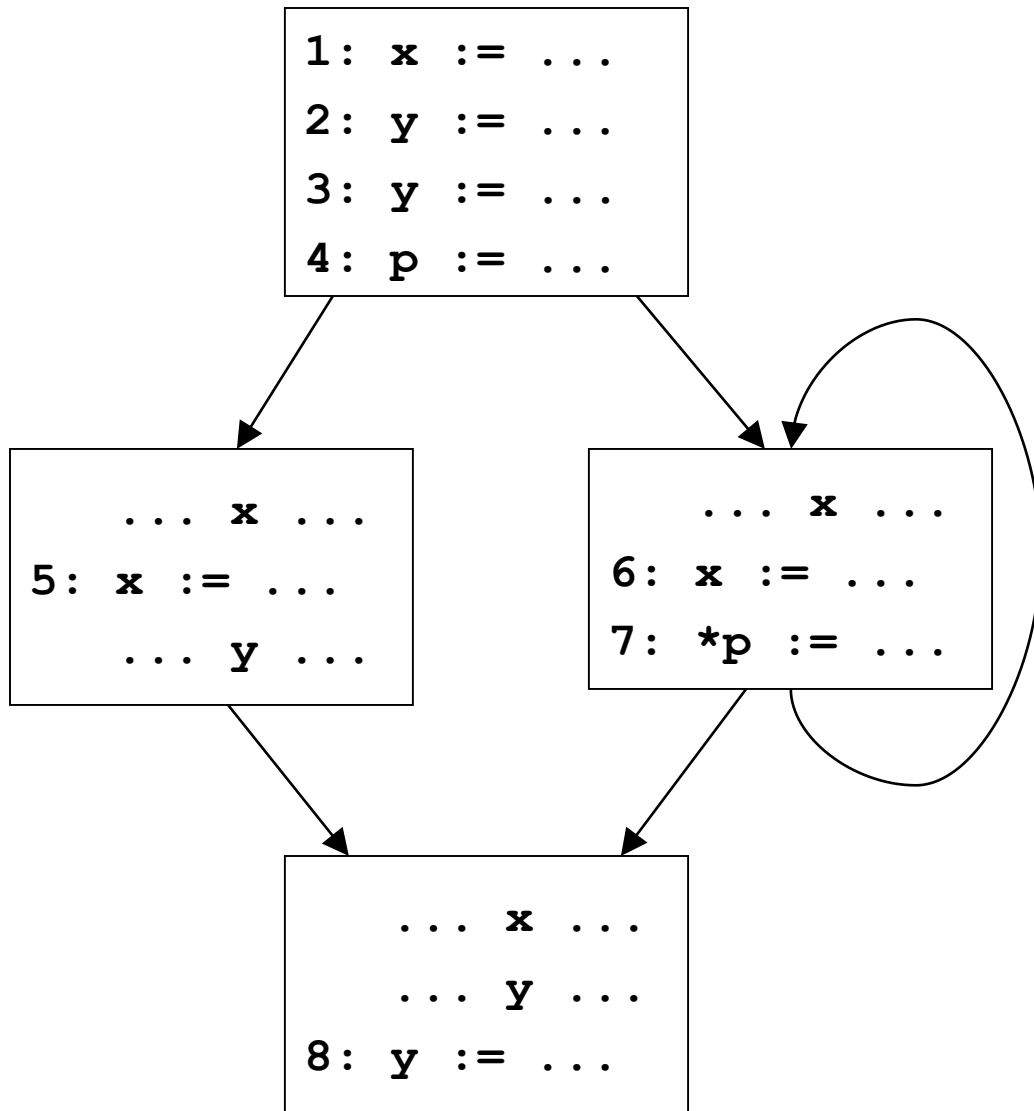 1: x := ...
2: y := ...
3: y := ...
4: p := ...
... x ...
5: x := ...
... y ...
... x ...
6: x := ...
7: *p := ...
... x ...
... y ...
8: y := ...